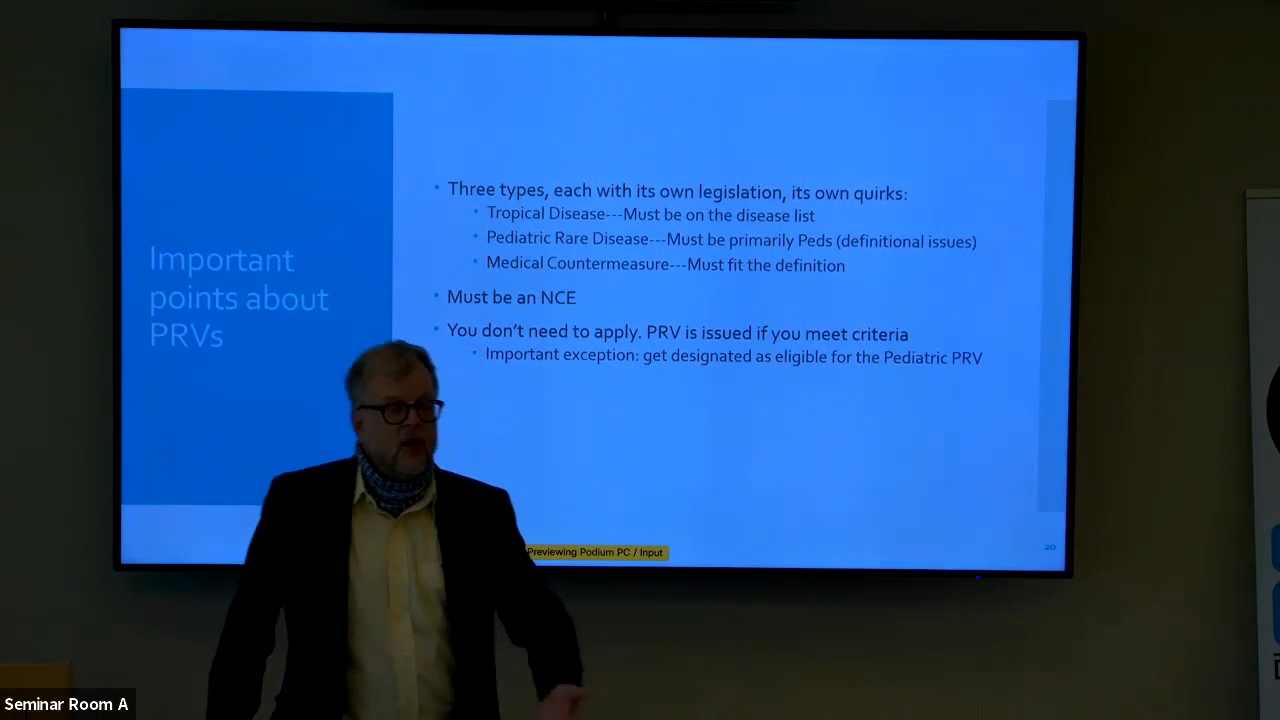 Important
points about
PRVs
Three types, each with its own legislation, its own quirks:
Tropical Disease---Must be on the disease list
Pediatric Rare Disease---Must be primarily Peds (definitional issues)
Medical Countermeasure---Must fit the definition
Must be an NCE
You don’t need to apply. PRV is issued if you meet criteria
Important exception: get designated as eligible for the Pediatric PRV
Previewing Podium PC / Input
20
Seminar Room A